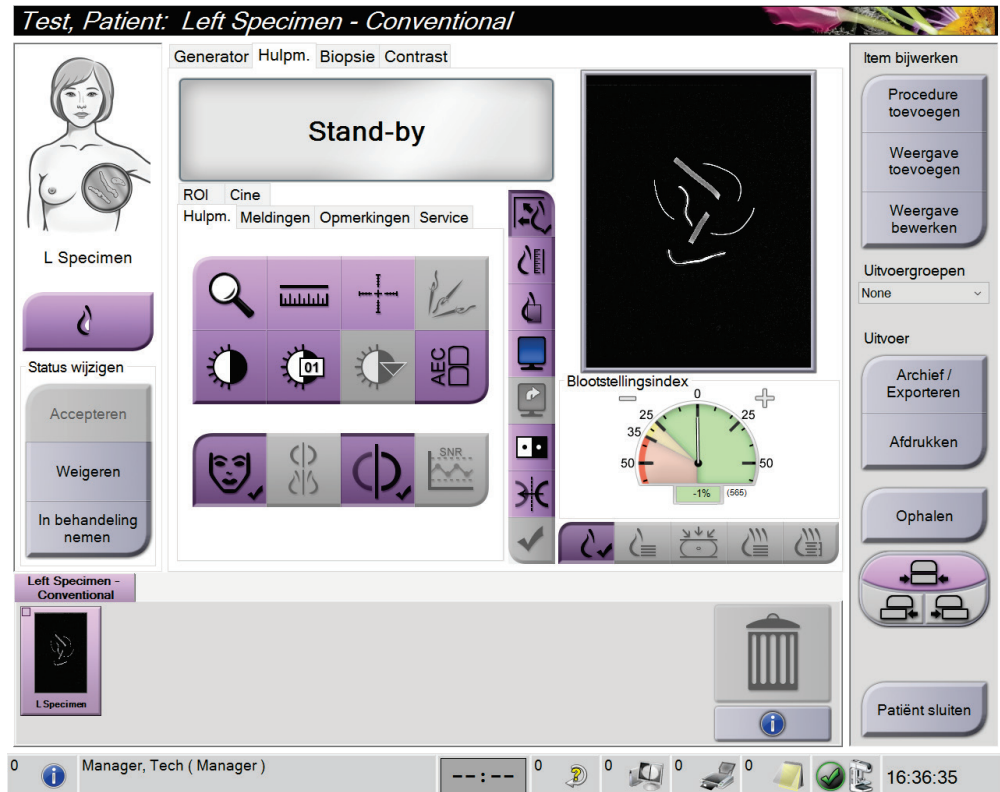 Test, Patient: Left Specimen - Conventional
Generator Hulpm. Biopsie Contrast
Stand-by
ROI Cine
Hulpm. Meldingen Opmerkingen Service
01
AEC
SNR
L Specimen
Status wijzigen
Accepteren
Weigeren
In behandeling
nemen
Blootstellingsindex
0
25 25
35
50 50
-1% (565)
Item bijwerken
Procedure
toevoegen
Weergave
toevoegen
Weergave
bewerken
Uitvoergroepen
None
Uitvoer
Archief /
Exporteren
Afdrukken
Ophalen
Patiënt sluiten
Left Specimen -
Conventional
L Specimen
0 Manager, Tech ( Manager ) --:-- 0 0 0 0 16:36:35